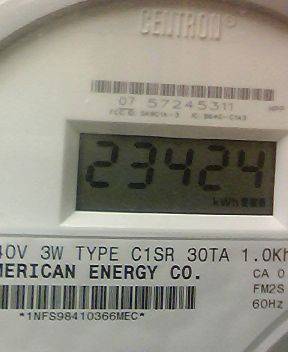 CENTRON®
07 57245311
23424
kWh
40V 3W TYPE C1SR 30TA 1.0Kh
MERICAN ENERGY CO.
CA 0
FM2S
60Hz
*1NFS98410366MEC*